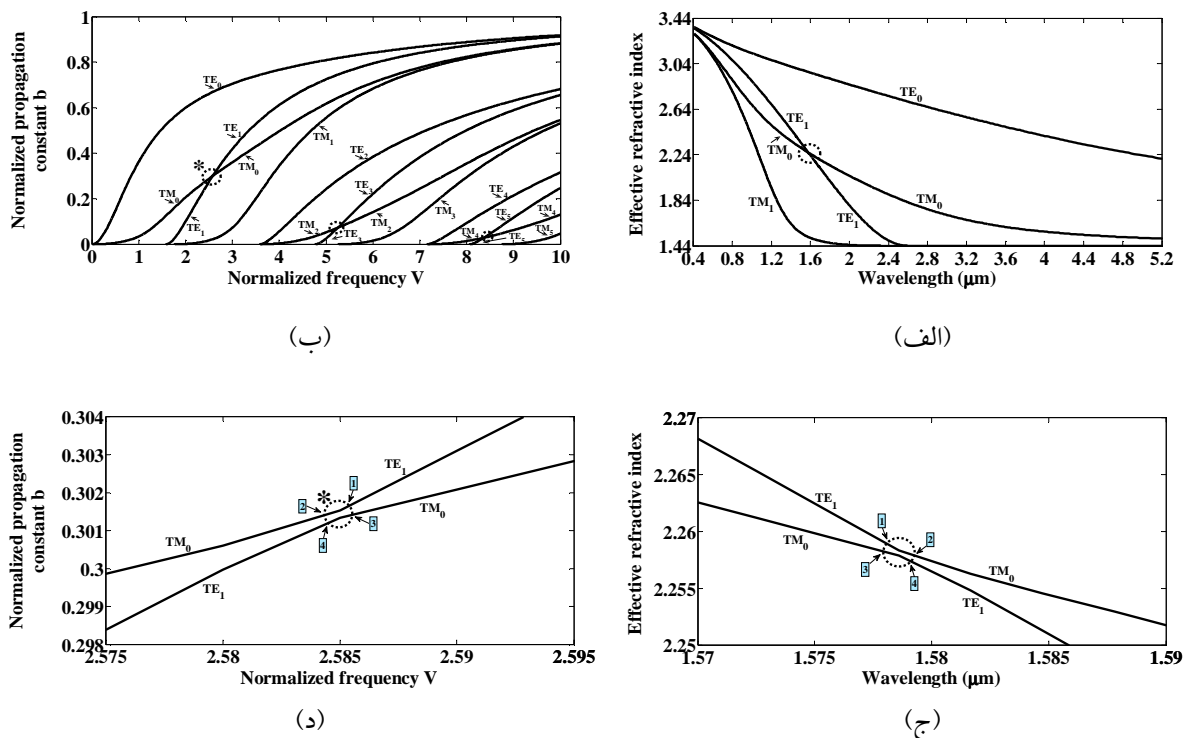 Normalized propagation
constant b
1
0.8
0.6
0.4
0.2
0
0 1 2 3 4 5 6 7 8 9 10
Normalized frequency V
TE0
TE1
*
TM0
TM1
TM0
TE1
TE2
TE3
TM2
TE3
TM2
TM3
TE4
TE5
TM4
TM4
TE5
TM5
(ب)
Effective refractive index
3.44
3.04
2.64
2.24
2.04
1.84
1.44
0.4 0.8 1.2 1.6 2 2.4 2.8 3.2 3.6 4 4.4 4.8 5.2
Wavelength (μm)
TE0
TE1
TM0
TM1
TE1
TM0
(الف)
Normalized propagation
constant b
0.304
0.303
0.302
0.301
0.3
0.299
0.298
2.575 2.58 2.585 2.59 2.595
Normalized frequency V
TE1
*
1
2
TM0
3
4
TM0
TE1
(د)
Effective refractive index
2.27
2.265
2.26
2.255
2.25
1.57 1.575 1.58 1.585 1.59
Wavelength (μm)
TE1
1
2
TM0
3
4
TM0
TE1
(ج)